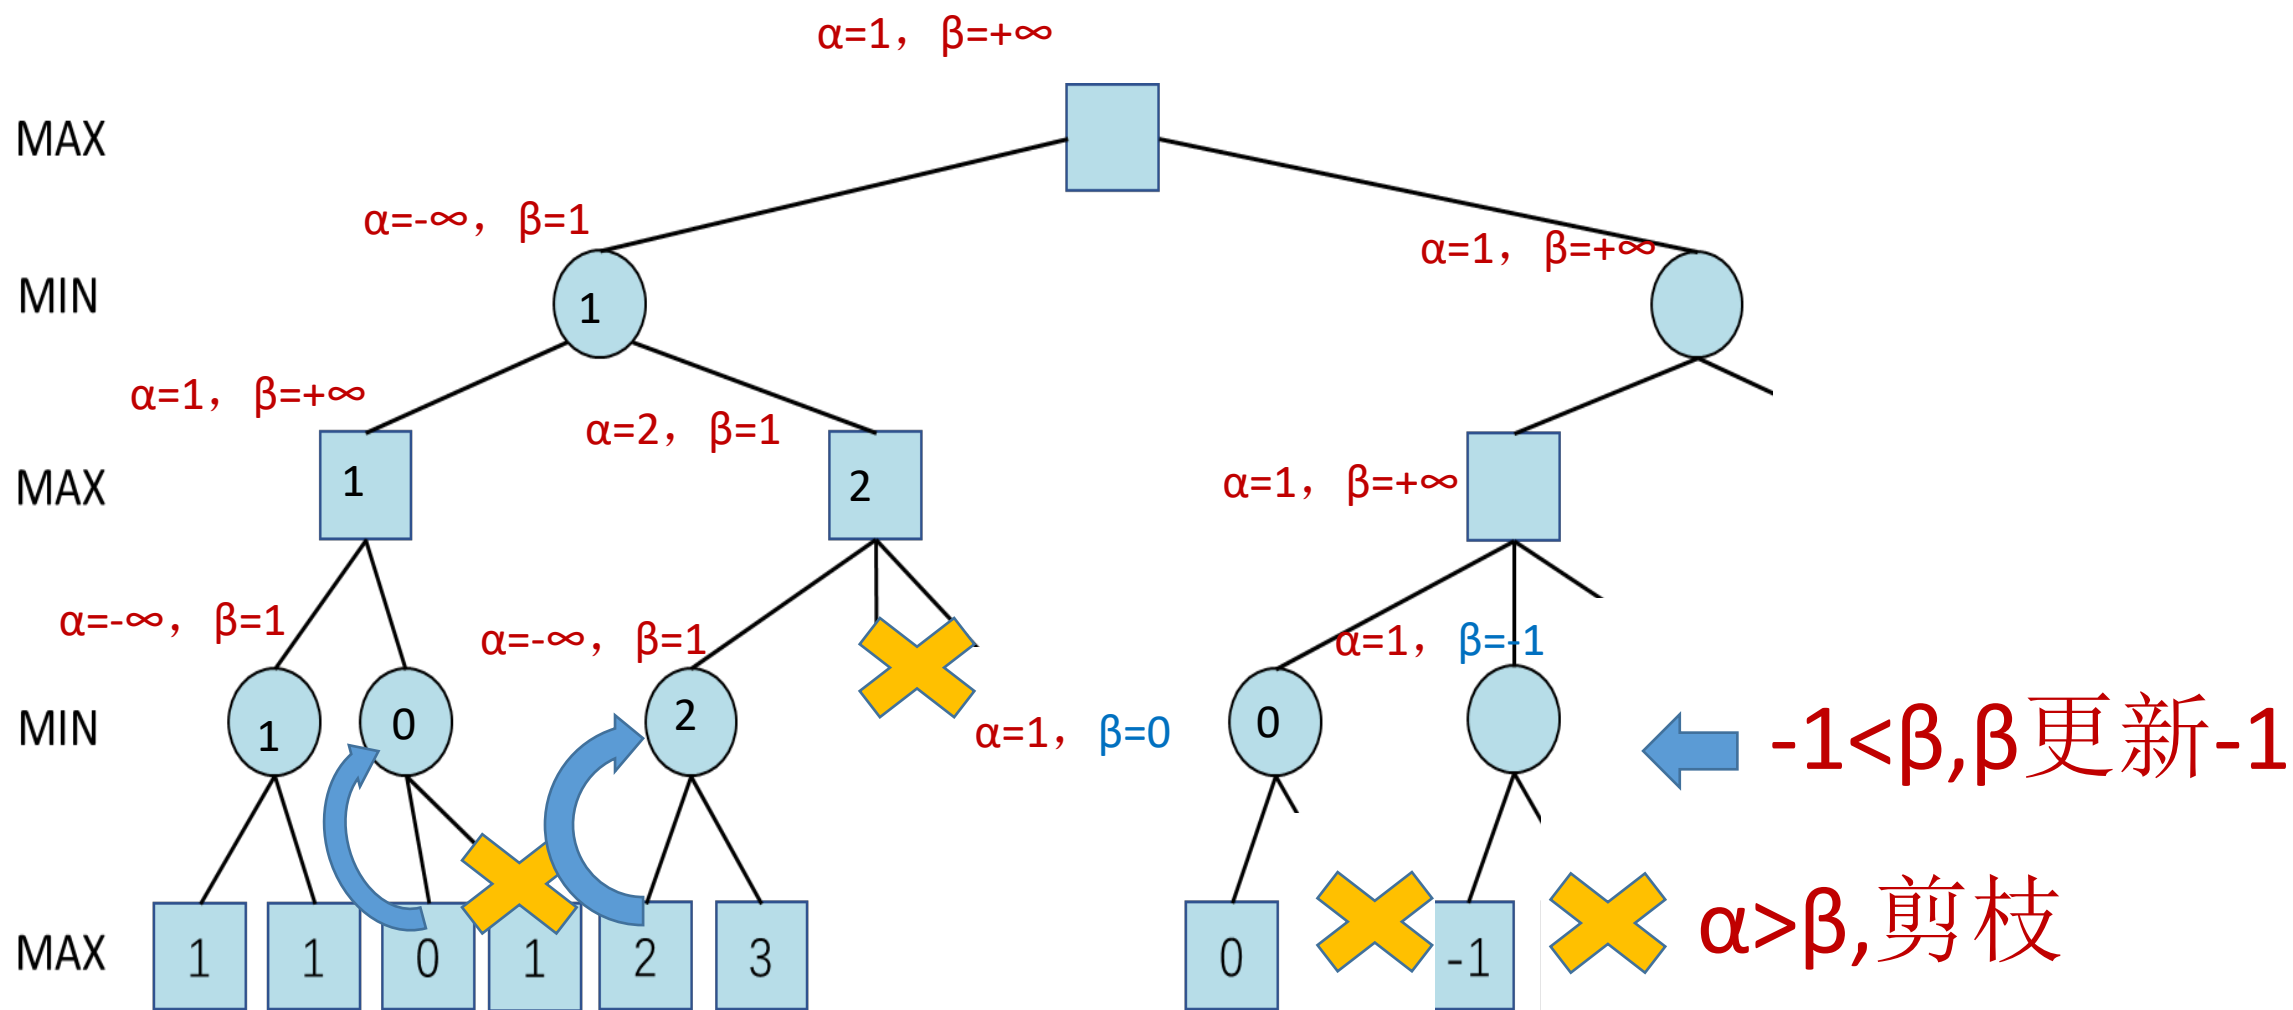 α=1，β=+∞
MAX
α=-∞，β=1
α=1，β=+∞
MIN
1
α=1，β=+∞
α=2，β=1
MAX
1
2
α=1，β=+∞
α=-∞，β=1
α=-∞，β=1
α=1，β=-1
MIN
1
0
2
α=1，β=0
0
-1<β,β更新-1
α>β,剪枝
MAX
1
1
0
1
2
3
0
-1